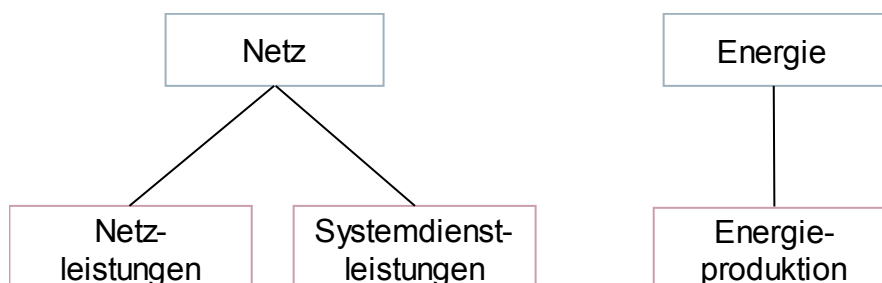 Netz
Energie
Netz-
leistungen
Systemdienst-
leistungen
Energie-
produktion